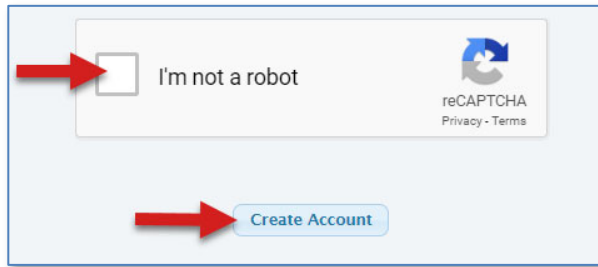 I'm not a robot
reCAPTCHA
Privacy - Terms
Create Account